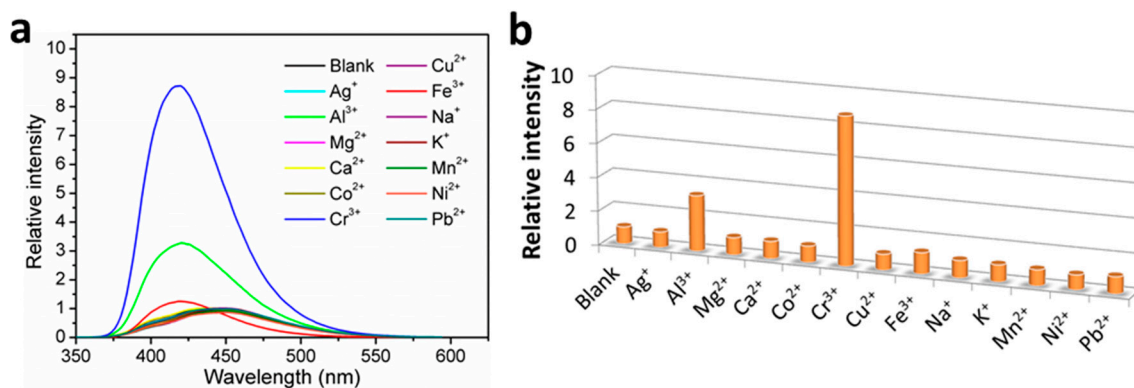 a
Relative intensity
10
9
8
7
6
5
4
3
2
1
0
350 400 450 500 550 600
Wavelength (nm)
Blank
Ag+
Al3+
Mg2+
Ca2+
Co2+
Cr3+
Cu2+
Fe3+
Na+
K+
Mn2+
Ni2+
Pb2+
b
Relative intensity
10
8
6
4
2
0
Blank
Ag+
Al3+
Mg2+
Ca2+
Co2+
Cr3+
Cu2+
Fe3+
Na+
K+
Mn2+
Ni2+
Pb2+